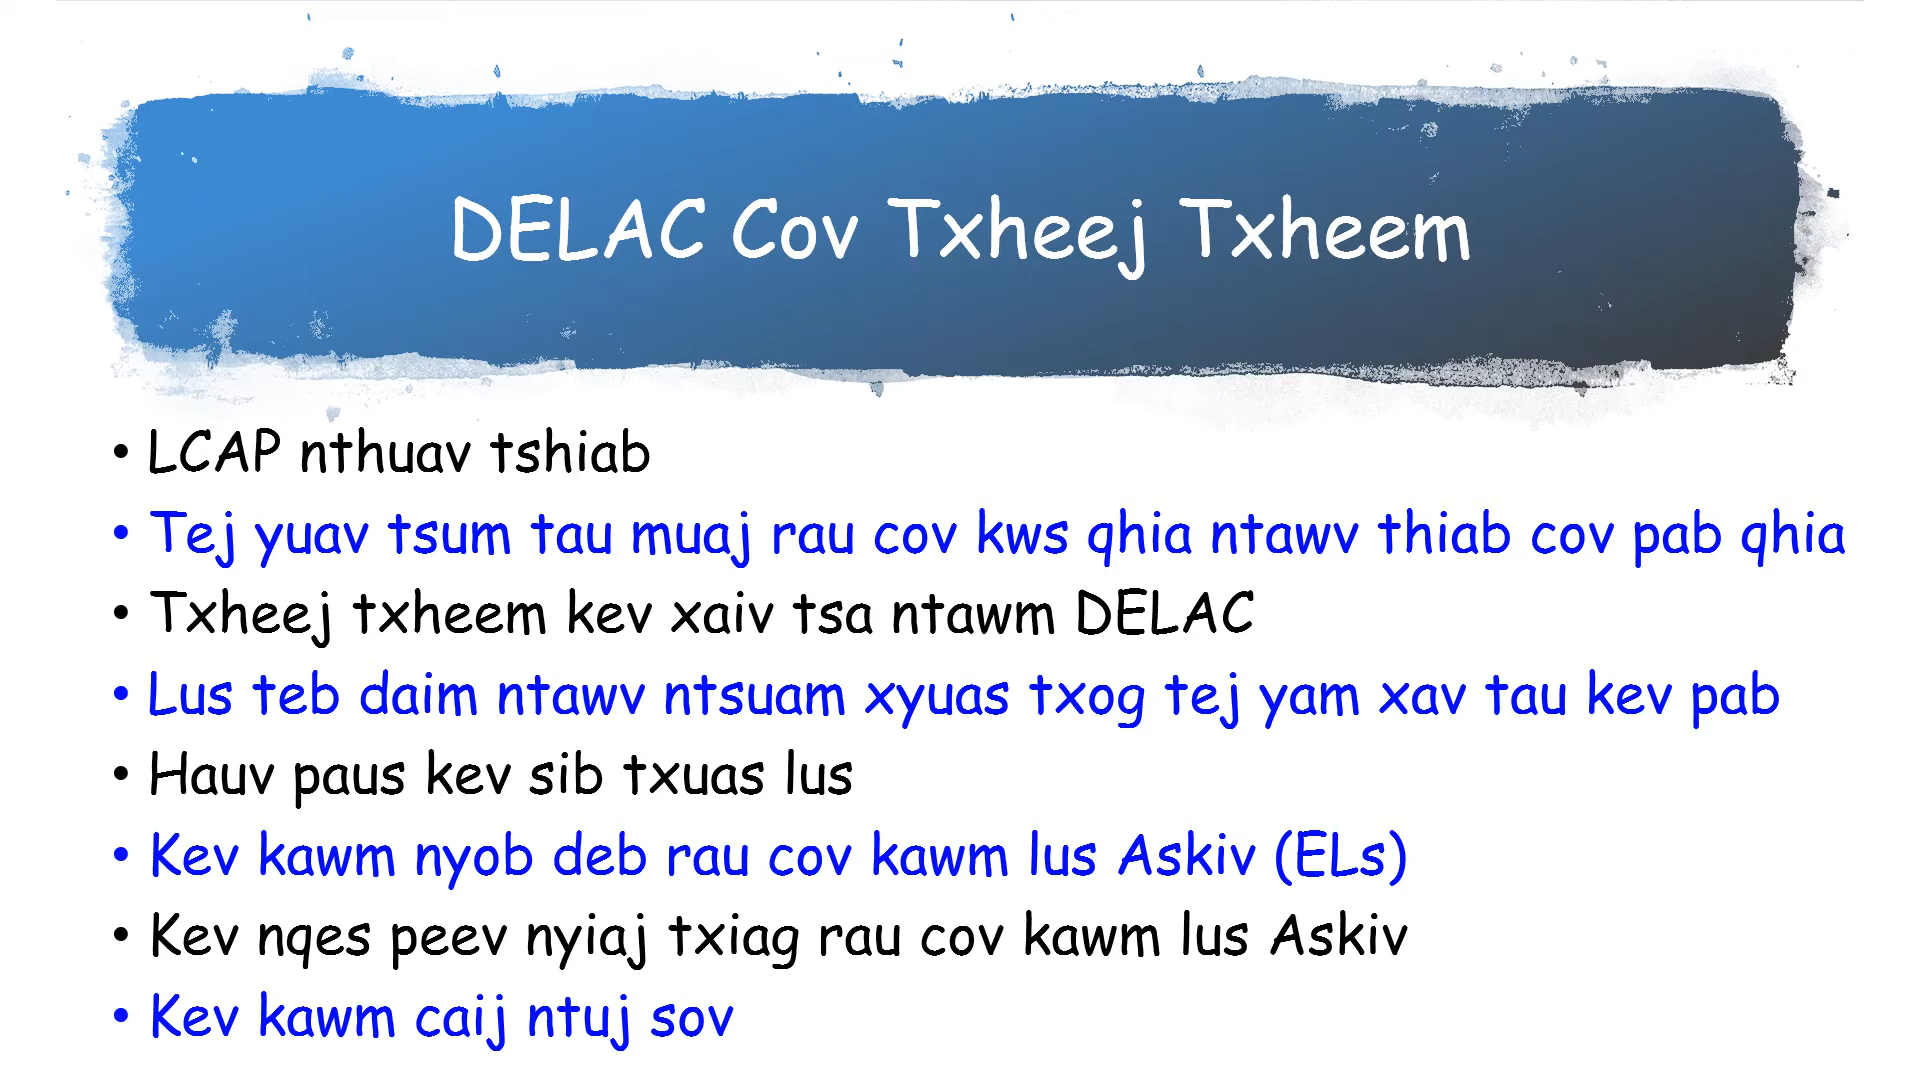 DELAC Cov Txheej Txheem
• LCAP nthuav tshiab
• Tej yuav tsum tau muaj rau cov kws qhia ntawv thiab cov pab qhia
• Txheej txheem kev xaiv tsa ntawm DELAC
• Lus teb daim ntawv ntsuam xyuas txog tej yam xav tau kev pab
• Hauv paus kev sib txuas lus
• Kev kawm nyob deb rau cov kawm lus Askiv (ELs)
• Kev nqes peev nyiaj txiag rau cov kawm lus Askiv
• Kev kawm caij ntuj sov